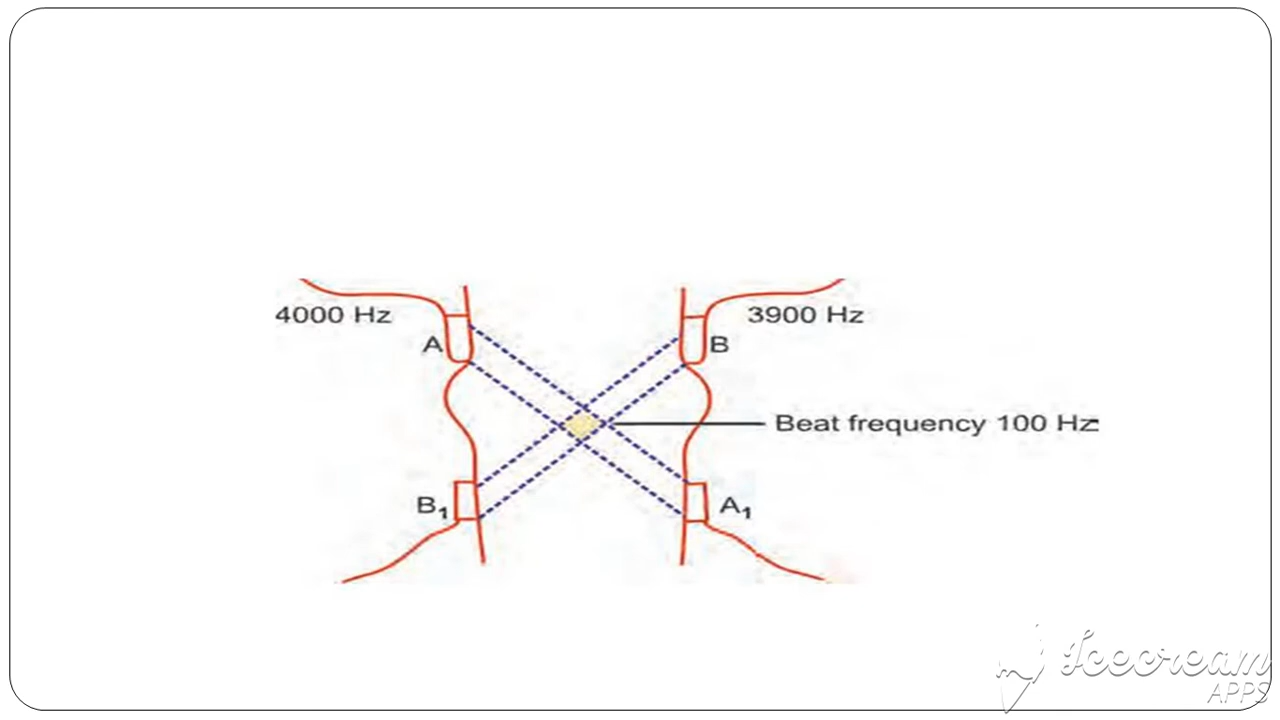 4000 Hz
3900 Hz
A
B
Beat frequency 100 Hz
B₁
A₁
Icecream
APPS